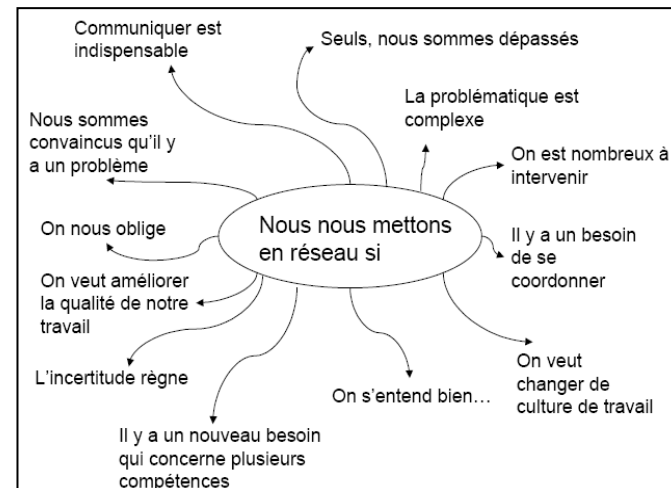 Communiquer est
indispensable
Seuls, nous sommes dépassés
La problématique est
complexe
Nous sommes
convaincus qu'il y
a un problème
On est nombreux à
intervenir
On nous oblige
Nous nous mettons
en réseau si
Il y a un besoin
de se
coordonner
On veut améliorer
la qualité de notre
travail
L'incertitude règne
On s'entend bien…
On veut
changer de
culture de travail
Il y a un nouveau besoin
qui concerne plusieurs
compétences